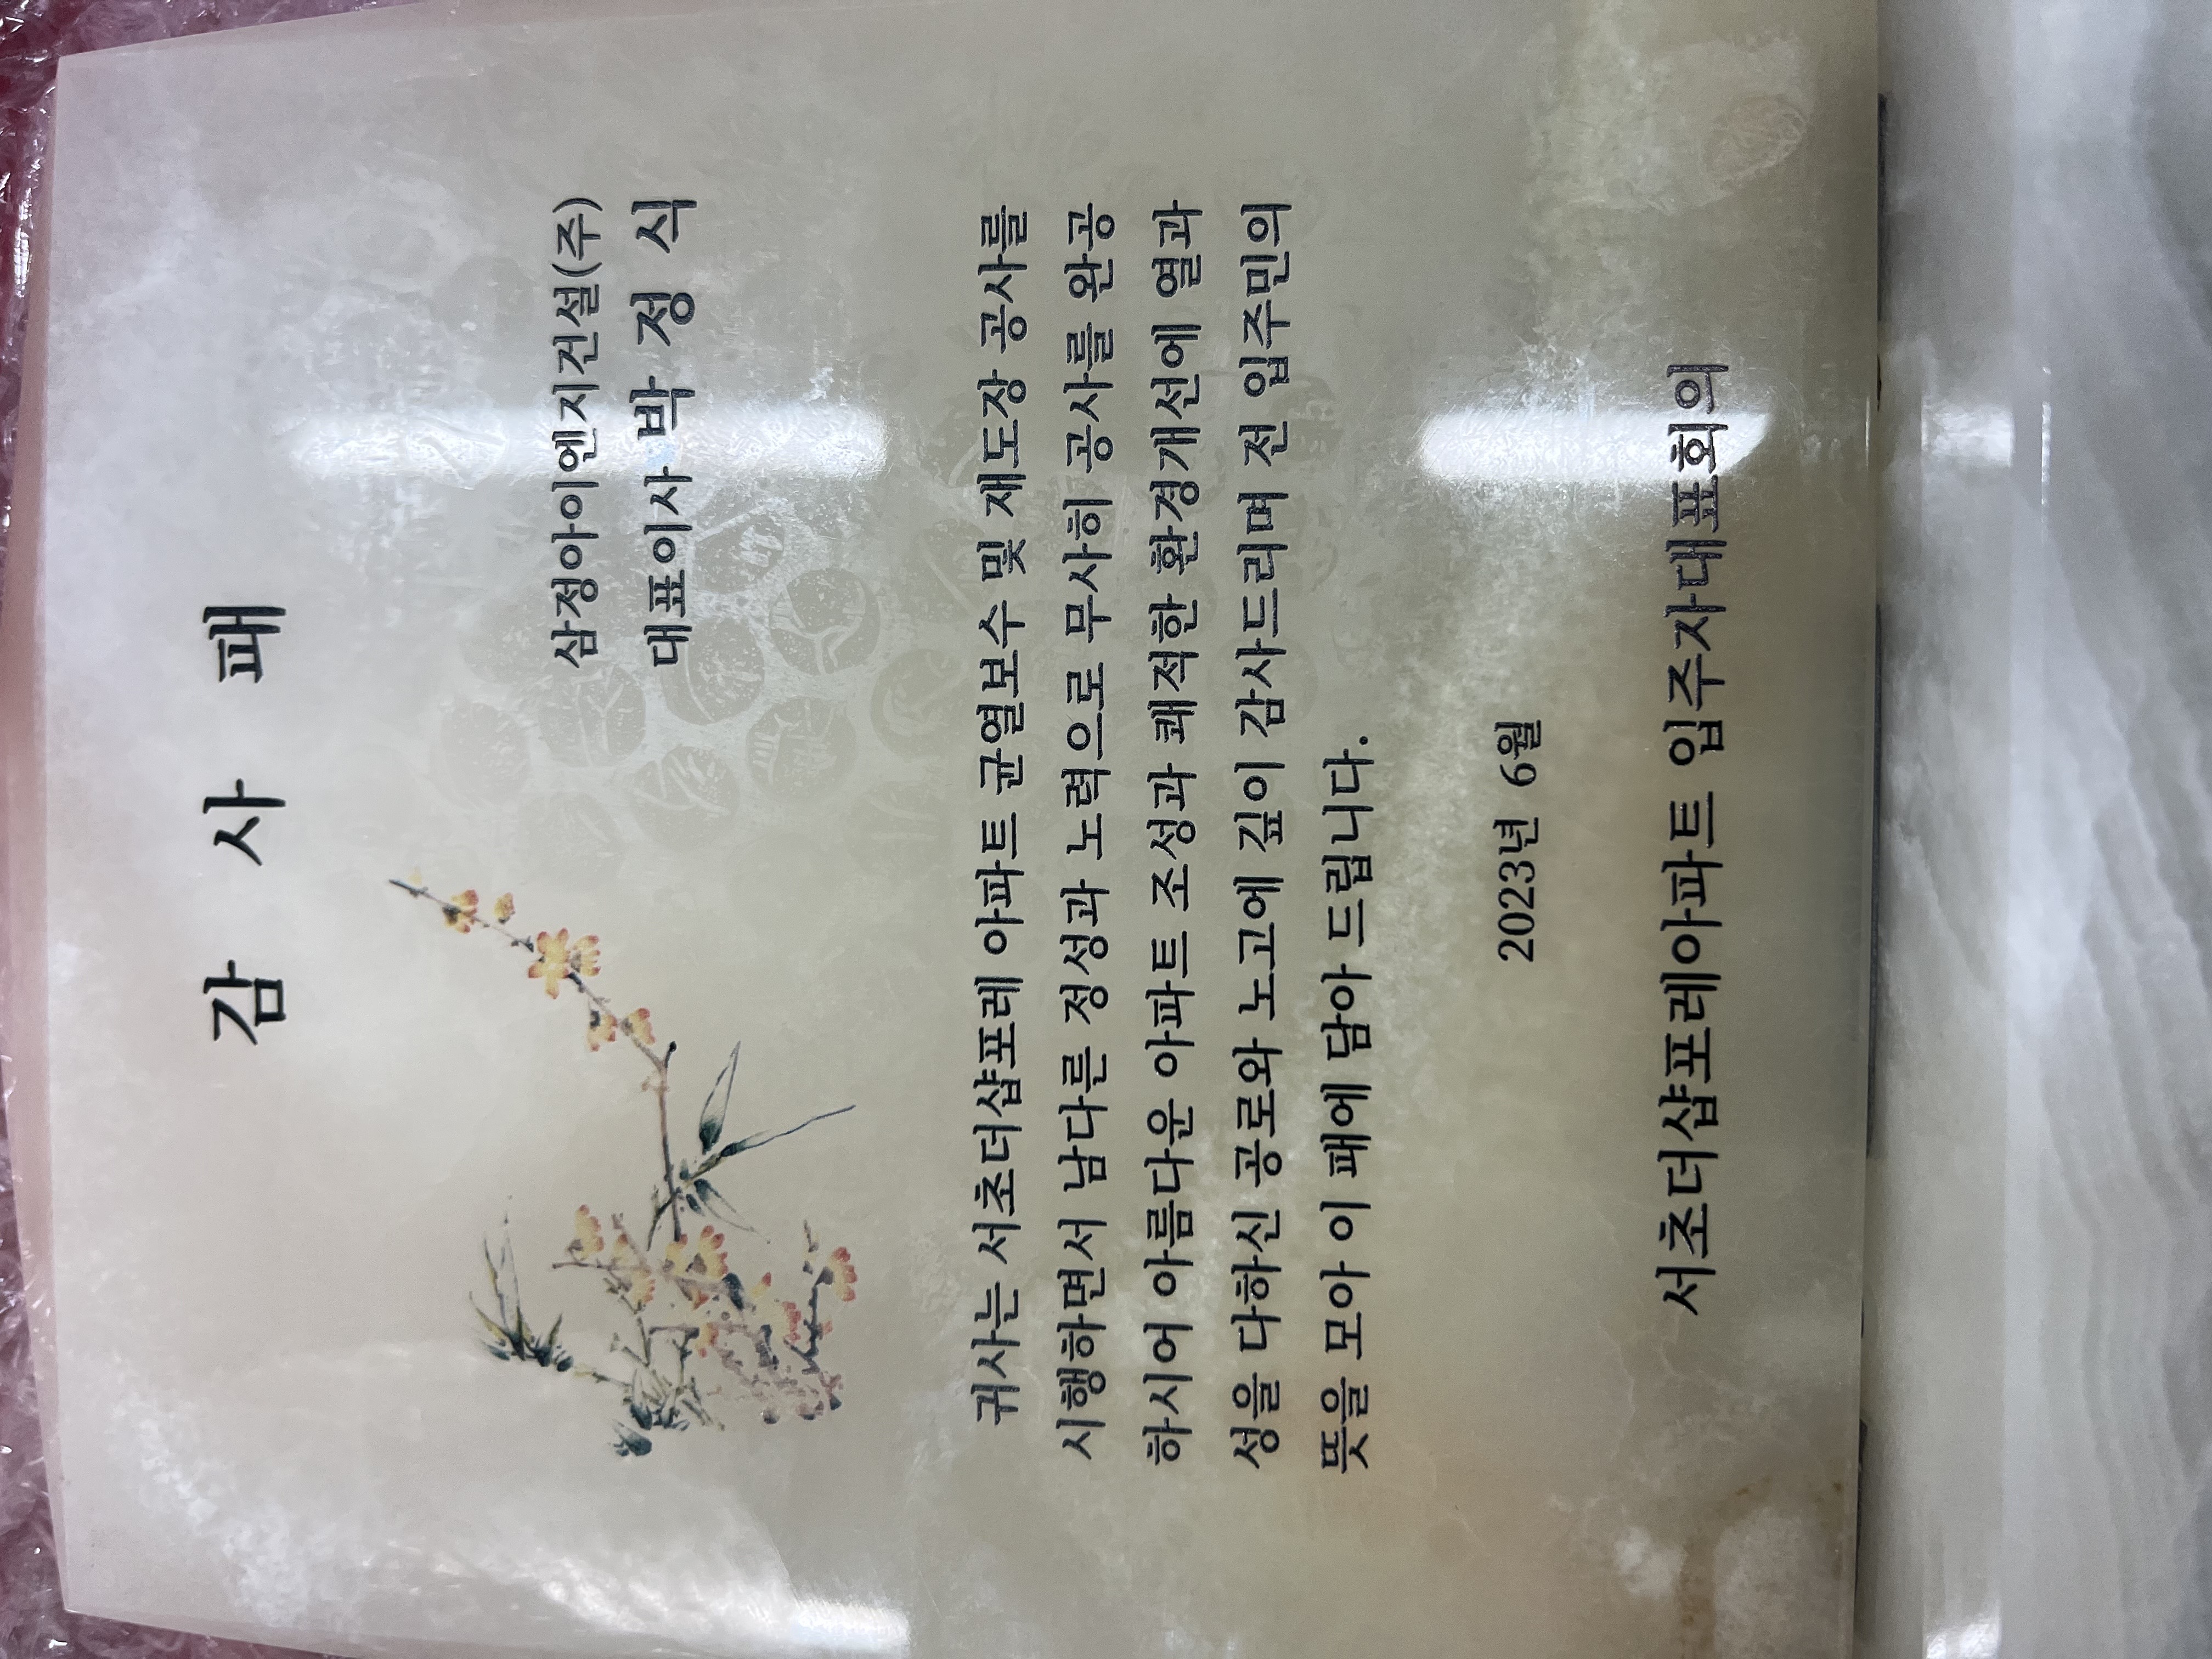 감 사 패
삼정아이엔지건설(주)
대표이사 박 정 식
귀사는 서초더샵포레 아파트 균열보수 및 재도장 공사를
시행하면서 남다른 정성과 노력으로 무사히 공사를 완공
하시어 아름다운 아파트 조성과 쾌적한 환경개선에 열과
성을 다하신 공로와 노고에 깊이 감사드리며 전 입주민의
뜻을 모아 이 패에 담아 드립니다.
2023년 6월
서초더샵포레아파트 입주자대표회의